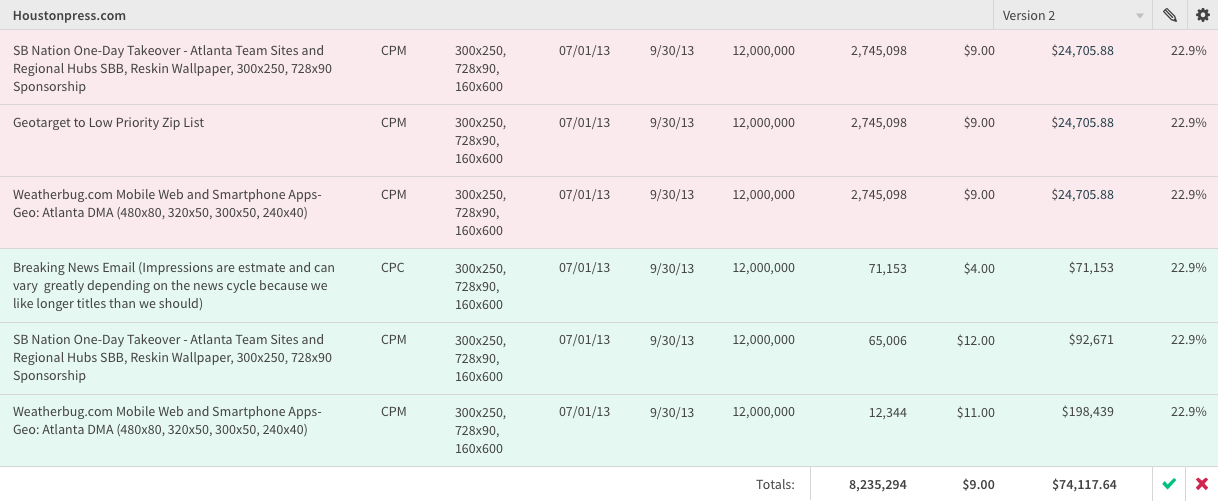 Houstonpress.com Version 2
SB Nation One-Day Takeover - Atlanta Team Sites and CPM 300x250, 07/01/13 9/30/13 12,000,000 2,745,098 $9.00 $24,705.88 22.9%
Regional Hubs SBB, Reskin Wallpaper, 300x250, 728x90 728x90,
Sponsorship 160x600
Geotarget to Low Priority Zip List CPM 300x250, 07/01/13 9/30/13 12,000,000 2,745,098 $9.00 $24,705.88 22.9%
728x90,
160x600
Weatherbug.com Mobile Web and Smartphone Apps- CPM 300x250, 07/01/13 9/30/13 12,000,000 2,745,098 $9.00 $24,705.88 22.9%
Geo: Atlanta DMA (480x80, 320x50, 300x50, 240x40) 728x90,
160x600
Breaking News Email (Impressions are estmate and can CPC 300x250, 07/01/13 9/30/13 12,000,000 71,153 $4.00 $71,153 22.9%
vary greatly depending on the news cycle because we 728x90,
like longer titles than we should) 160x600
SB Nation One-Day Takeover - Atlanta Team Sites and CPM 300x250, 07/01/13 9/30/13 12,000,000 65,006 $12.00 $92,671 22.9%
Regional Hubs SBB, Reskin Wallpaper, 300x250, 728x90 728x90,
Sponsorship 160x600
Weatherbug.com Mobile Web and Smartphone Apps- CPM 300x250, 07/01/13 9/30/13 12,000,000 12,344 $11.00 $198,439 22.9%
Geo: Atlanta DMA (480x80, 320x50, 300x50, 240x40) 728x90,
160x600
Totals: 8,235,294 $9.00 $74,117.64